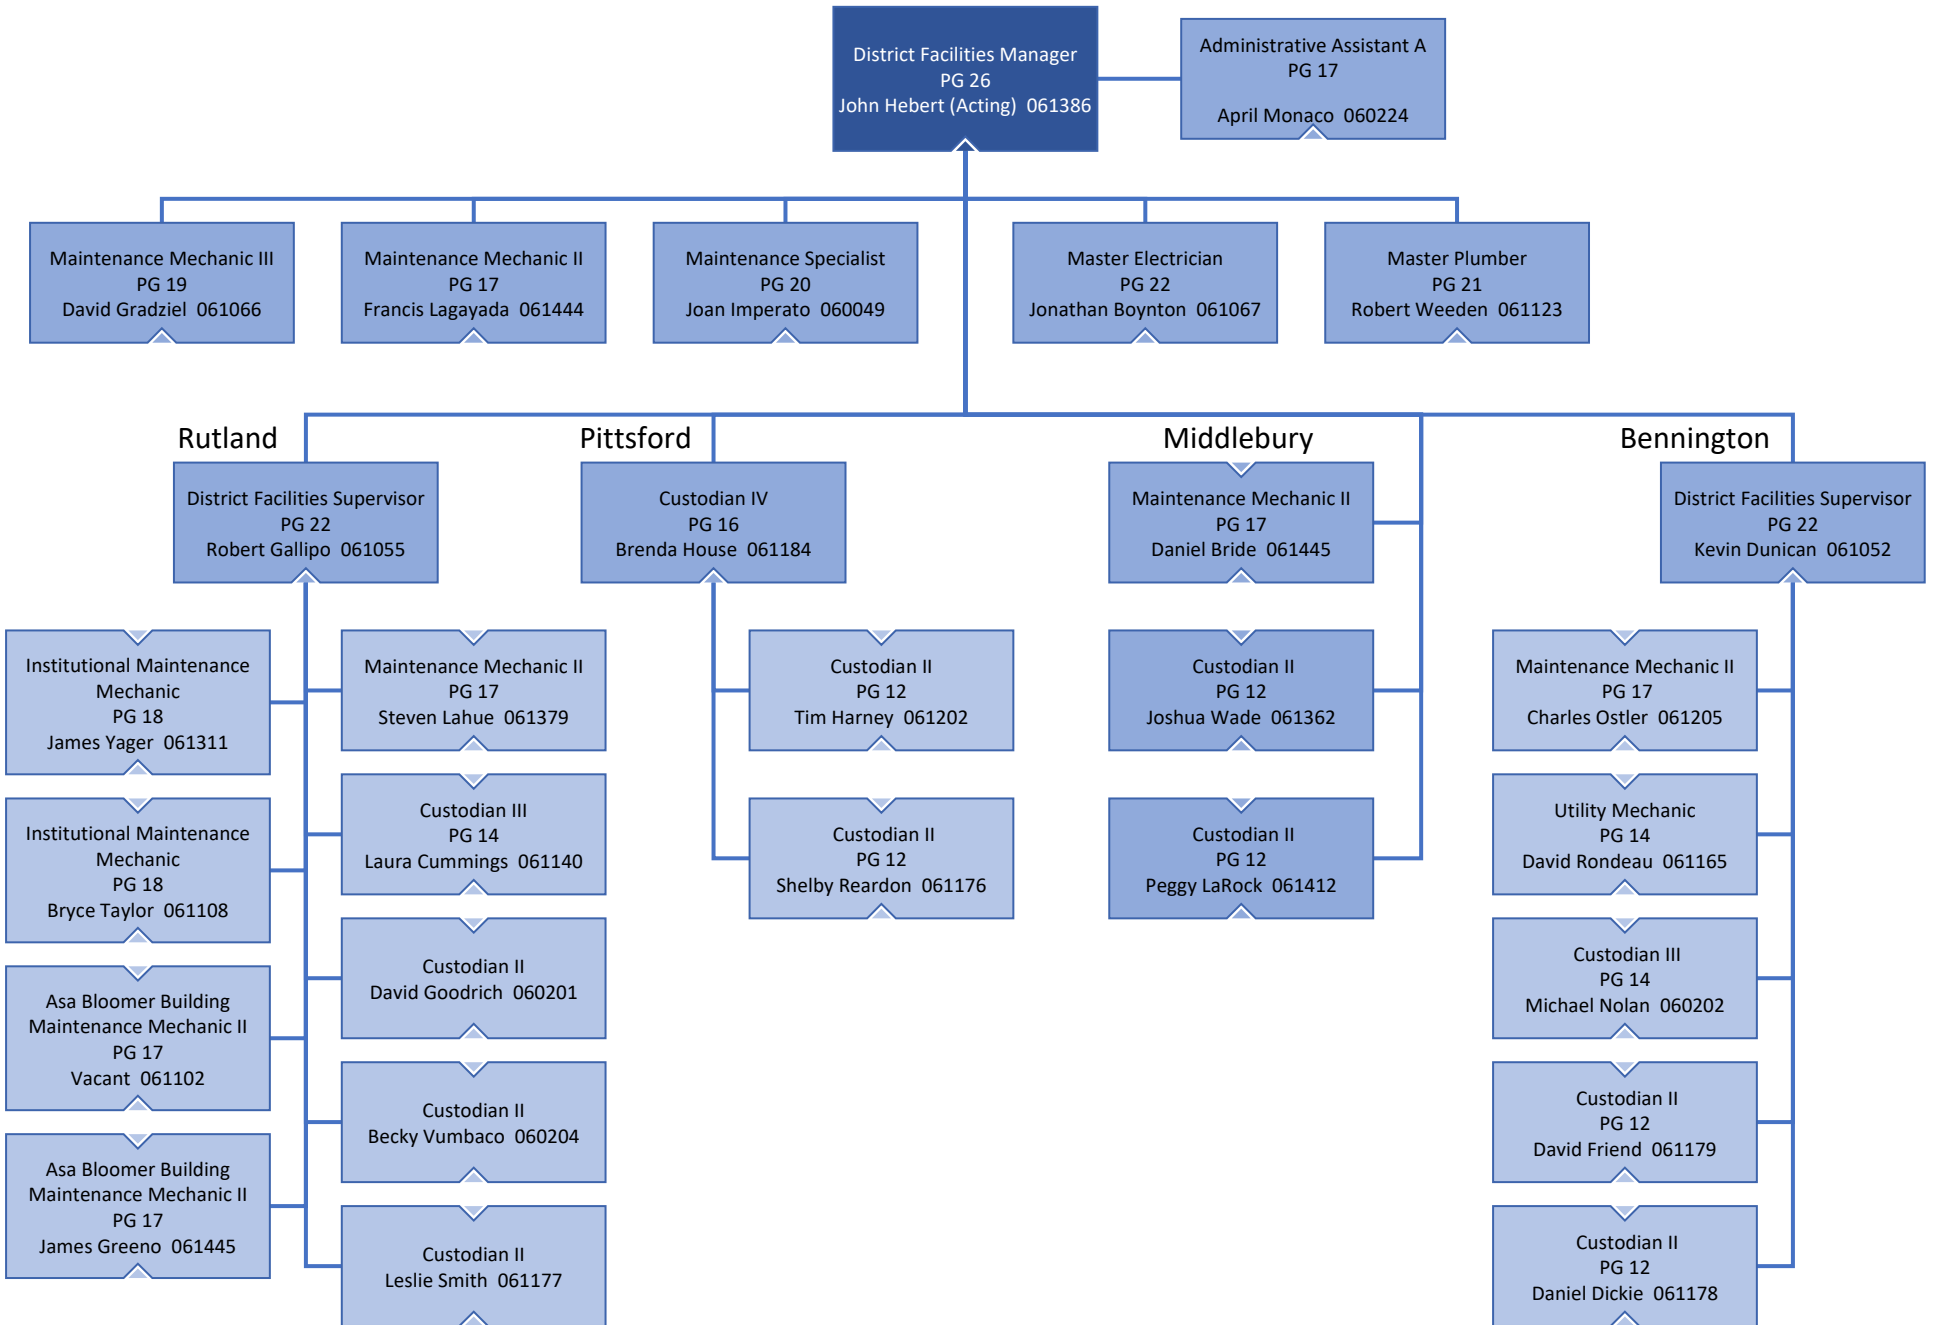 District Facilities Manager
PG 26
John Hebert (Acting)  061386
Administrative Assistant A
PG 17
April Monaco  060224
Maintenance Mechanic III
PG 19
David Gradziel  061066
Maintenance Mechanic II
PG 17
Francis Lagayada  061444
Maintenance Specialist
PG 20
Joan Imperato  060049
Master Electrician
PG 22
Jonathan Boynton  061067
Master Plumber
PG 21
Robert Weeden  061123
Rutland
District Facilities Supervisor
PG 22
Robert Gallipo  061055
Institutional Maintenance
Mechanic
PG 18
James Yager  061311
Institutional Maintenance
Mechanic
PG 18
Bryce Taylor  061108
Asa Bloomer Building
Maintenance Mechanic II
PG 17
Vacant  061102
Asa Bloomer Building
Maintenance Mechanic II
PG 17
James Greeno  061445
Maintenance Mechanic II
PG 17
Steven Lahue  061379
Custodian III
PG 14
Laura Cummings  061140
Custodian II
David Goodrich  060201
Custodian II
Becky Vumbaco  060204
Custodian II
Leslie Smith  061177
Pittsford
Custodian IV
PG 16
Brenda House  061184
Custodian II
PG 12
Tim Harney  061202
Custodian II
PG 12
Shelby Reardon  061176
Middlebury
Maintenance Mechanic II
PG 17
Daniel Bride  061445
Custodian II
PG 12
Joshua Wade  061362
Custodian II
PG 12
Peggy LaRock  061412
Bennington
District Facilities Supervisor
PG 22
Kevin Dunican  061052
Maintenance Mechanic II
PG 17
Charles Ostler  061205
Utility Mechanic
PG 14
David Rondeau  061165
Custodian III
PG 14
Michael Nolan  060202
Custodian II
PG 12
David Friend  061179
Custodian II
PG 12
Daniel Dickie  061178